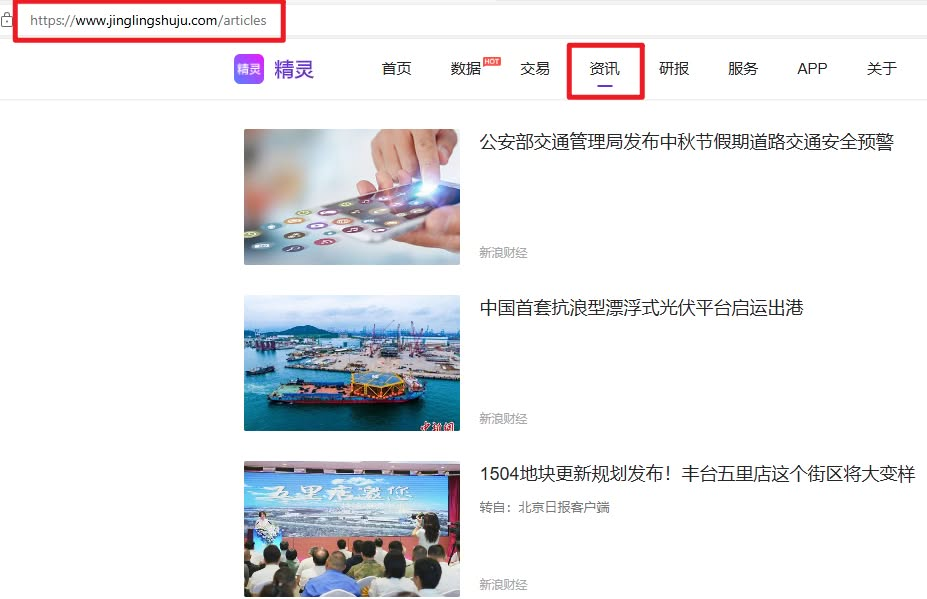 https://www.jinglingshuju.com/articles
精灵 精灵 首页 数据 HOT 交易 资讯 研报 服务 APP 关于
公安部交通管理局发布中秋节假期道路交通安全预警
新浪财经
中国首套抗浪型漂浮式光伏平台启运出港
中新网
新浪财经
五里店邀您
1504地块更新规划发布！丰台五里店这个街区将大变样
转自：北京日报客户端
新浪财经